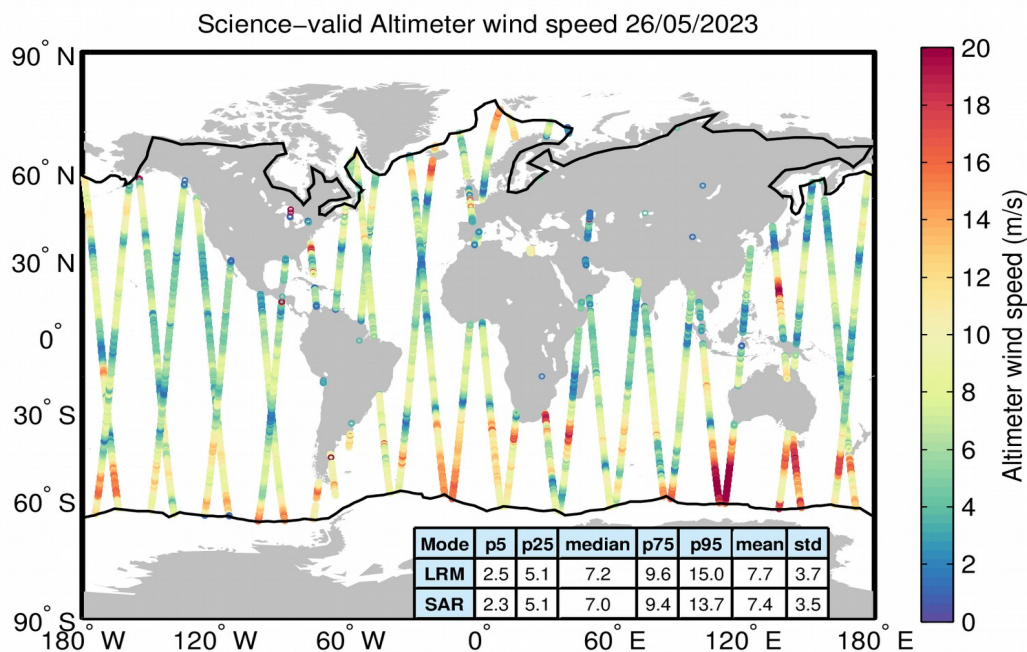 Science-valid Altimeter wind speed 26/05/2023
90° N
60° N
30° N
0°
30° S
60° S
90° S
180° W
120° W
60° W
0°
60° E
120° E
180° E
Mode p5 p25 median p75 p95 mean std
LRM 2.5 5.1 7.2 9.6 15.0 7.7 3.7
SAR 2.3 5.1 7.0 9.4 13.7 7.4 3.5
20
18
16
14
12
10
8
6
4
2
0
Altimeter wind speed (m/s)